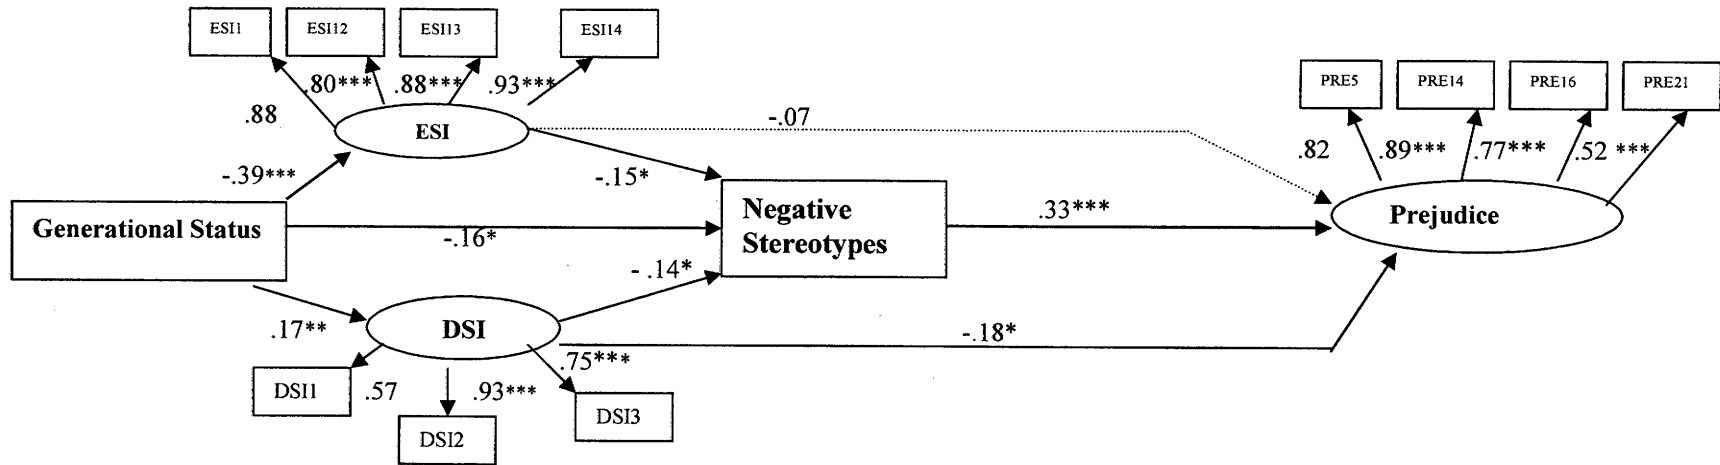 ESI1
ESI12
ESI13
ESI14
.80***
.88***
.93***
.88
ESI
-.07
PRE5
PRE14
PRE16
PRE21
.82
.89***
.77***
.52 ***
-.39***
-.15*
Generational Status
-.16*
Negative
Stereotypes
.33***
Prejudice
- .14*
.17**
DSI
-.18*
.75***
DSI1
.57
.93***
DSI2
DSI3